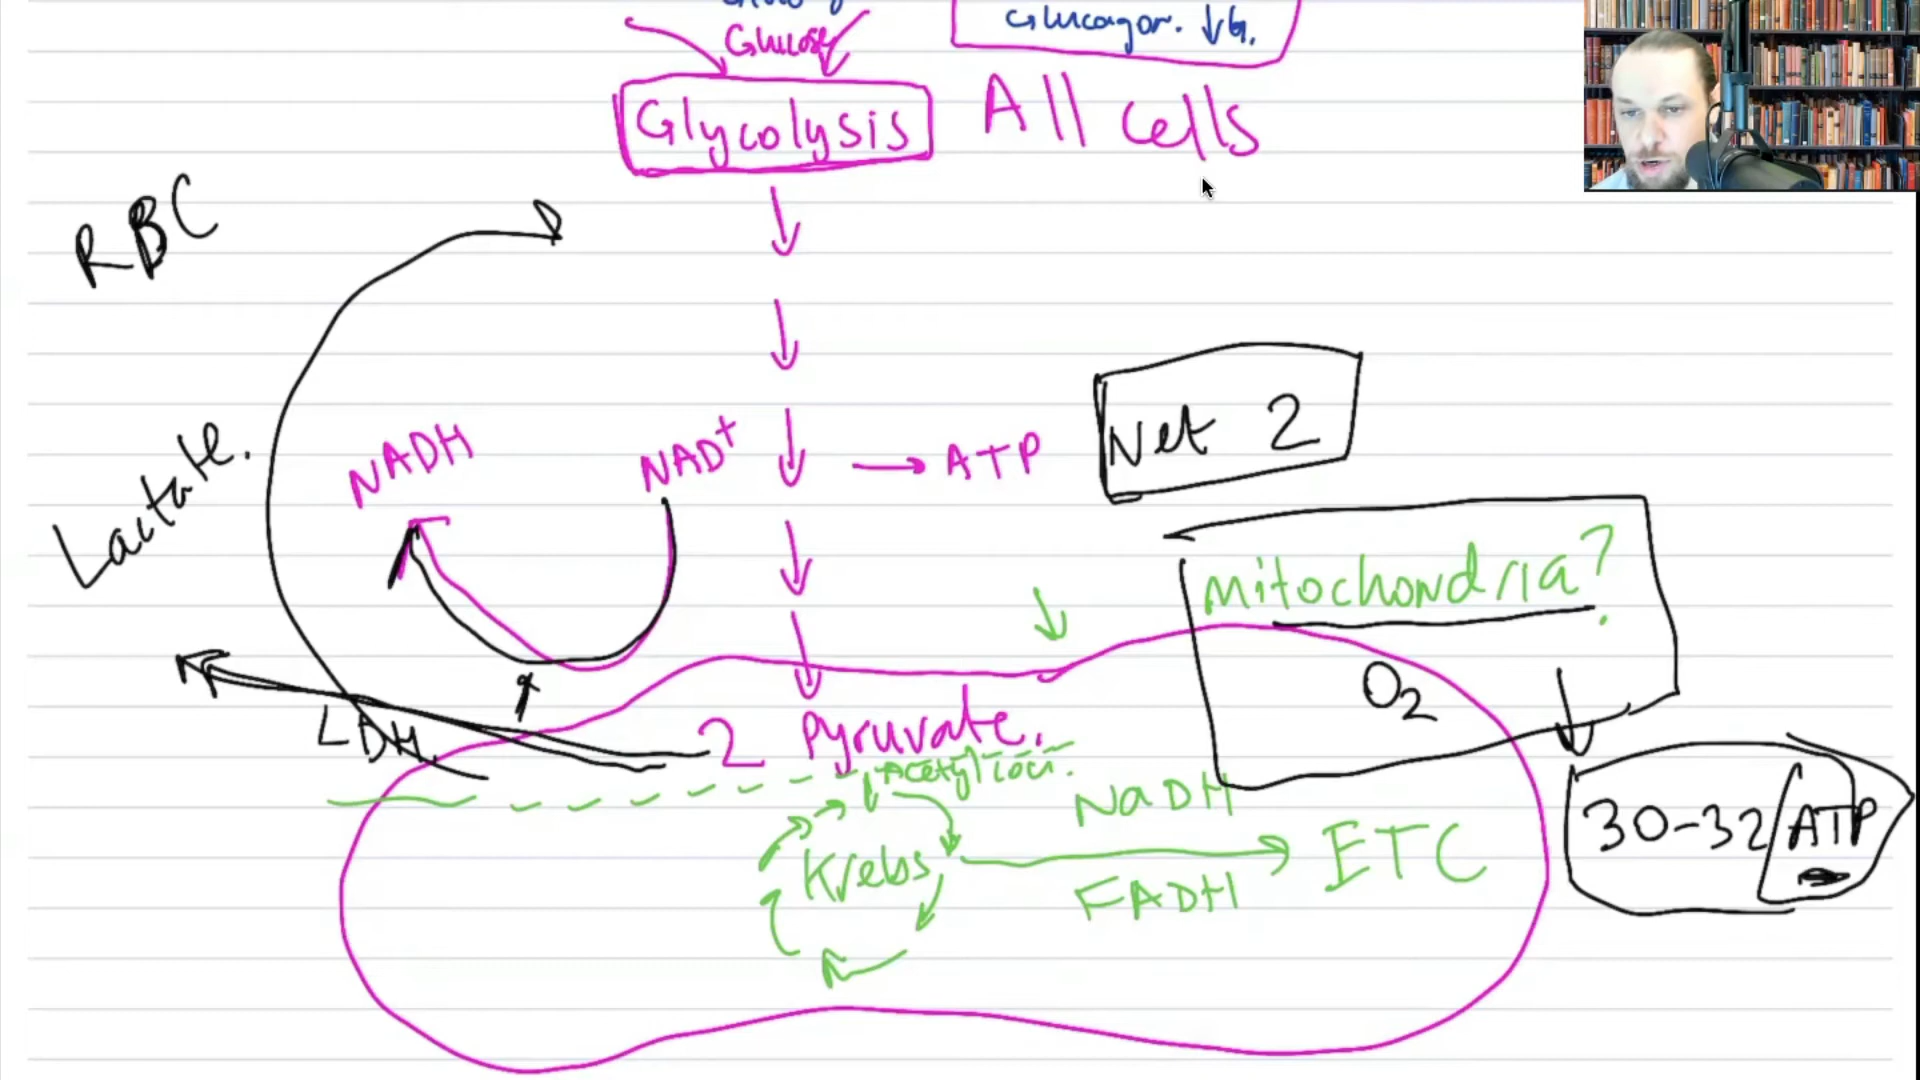 Glucose
Glucagon. ↓G.
Glycolysis
All cells
RBC
NADH
NAD+
→ ATP
Net 2
Lactate.
mitochondria?
O2
LDH
2 Pyruvate.
Acetyl
NaDH
30-32 ATP
Krebs
ETC
FADH